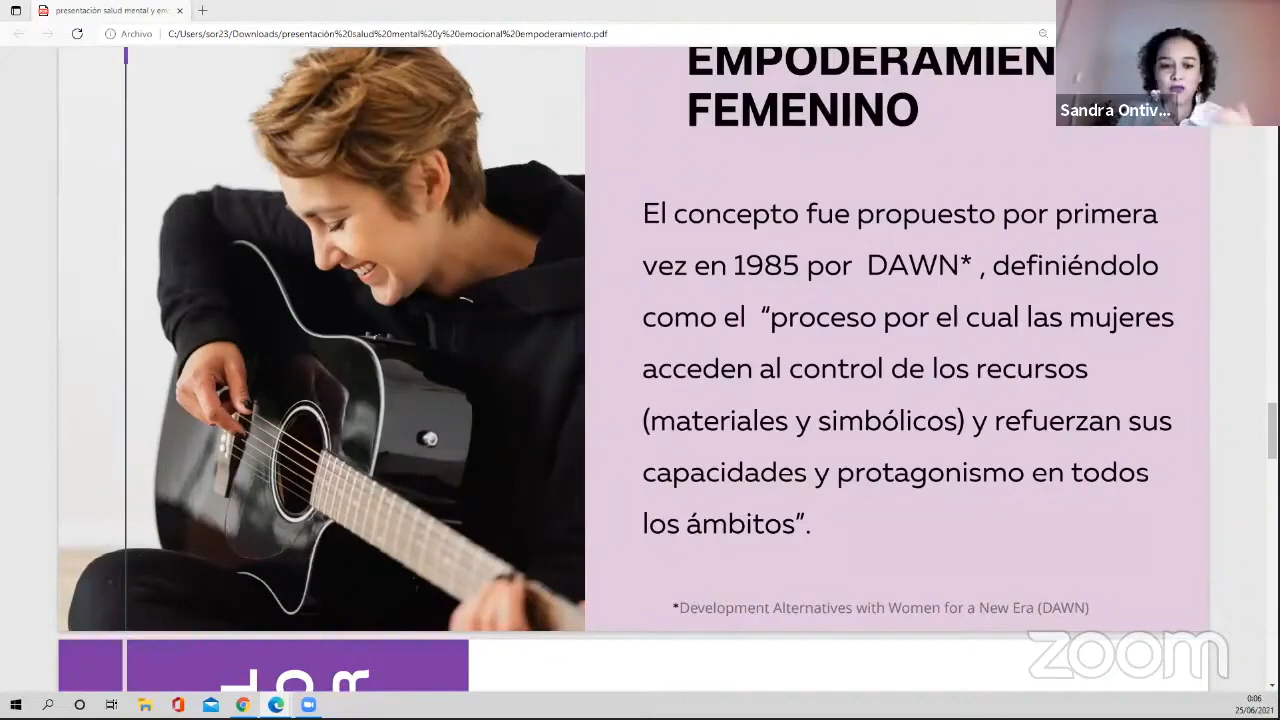 presentación salud mental y em
Archivo
C:/Users/sor23/Downloads/presentación%20salud%20mental%20y%20emocional%20empoderamiento.pdf
Sandra Ontiv...
EMPODERAMIEN
FEMENINO
El concepto fue propuesto por primera
vez en 1985 por DAWN* , definiéndolo
como el “proceso por el cual las mujeres
acceden al control de los recursos
(materiales y simbólicos) y refuerzan sus
capacidades y protagonismo en todos
los ámbitos”.
*Development Alternatives with Women for a New Era (DAWN)
zoom
0:06
25/06/2021